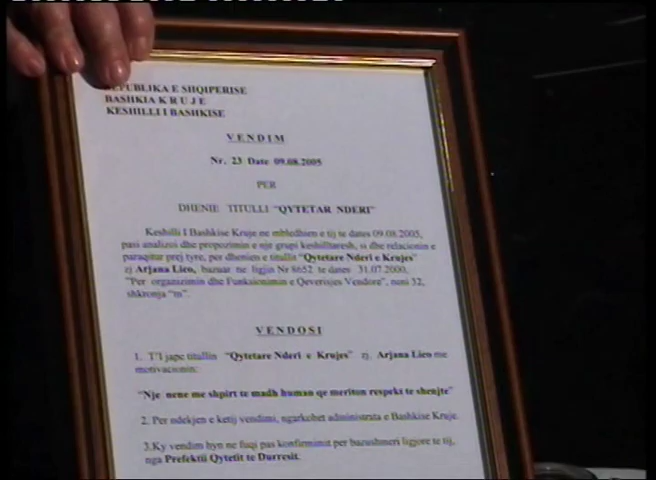 REPUBLIKA E SHQIPERISE
BASHKIA K R U J E
KESHILLI I BASHKISE
V E N D I M
Nr. 23 Date 09.08.2005
PER
DHENIE TITULLI "QYTETAR NDERI"
Keshilli I Bashkise Kruje ne mbledhjen e tij te dates 09.08.2005,
pasi analizoi dhe propozimin e nje grupi keshilltaresh, si dhe relacionin e
paraqitur prej tyre, per dhenien e titullit "Qytetare Nderi e Krujes"
zj Arjana Lico, bazuar ne ligjin Nr 8652 te dates 31.07.2000,
"Per organizimin dhe Funksionimin e Qeverisjes Vendore", neni 32,
shkronja
V E N D O S I
1. T'I jape titullin "Qytetare Nderi e Krujes" zj. Arjana Lico me
motivacionin:
"Nje nene me shpirt te madh human qe meriton respekt te shenjte"
2. Per ndekjen e ketij vendimi, ngarkohet administrata e Bashkise Kruje.
3.Ky vendim hyn ne fuqi pas konfirmimit per bazushmeri ligjore te tij,
nga Prefektii Qytetit te Durresit.